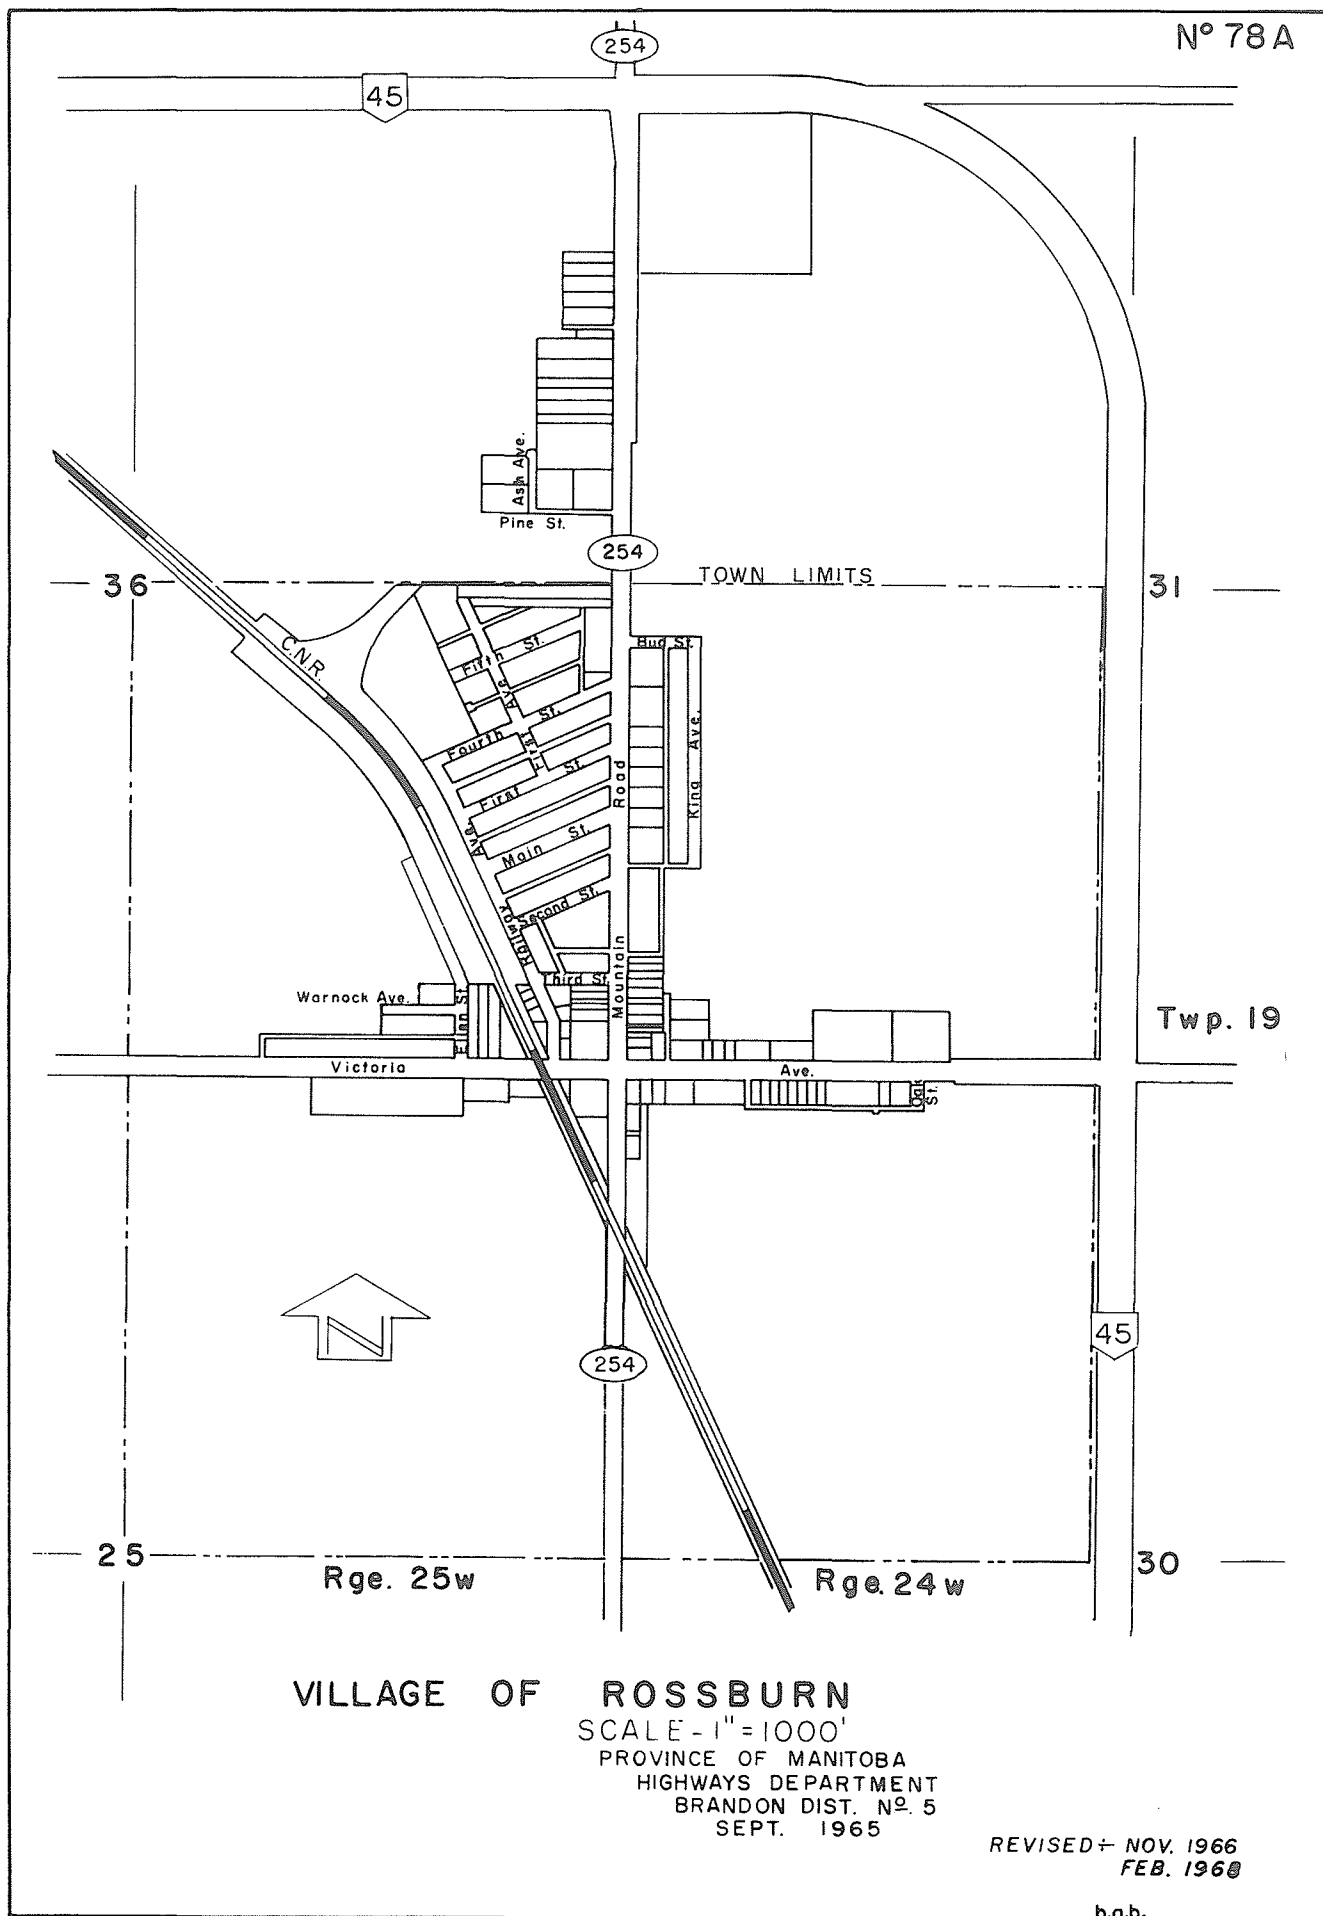 Nº 78A
254
45
Ash Ave.
Pine St.
254
36
TOWN LIMITS
31
C.N.R.
Fifth St.
Bud St.
First Ave.
Fourth St.
King Ave.
First St.
Mountain Road
Main St.
Railway Ave.
Second St.
Third St.
Warnock Ave.
St.
Twp. 19
Victoria Ave.
Oak St.
45
254
25
30
Rge. 25w
Rge. 24w
VILLAGE OF ROSSBURN
SCALE - 1" = 1000'
PROVINCE OF MANITOBA
HIGHWAYS DEPARTMENT
BRANDON DIST. Nº. 5
SEPT. 1965
REVISED÷ NOV. 1966
FEB. 1968
b.a.b.